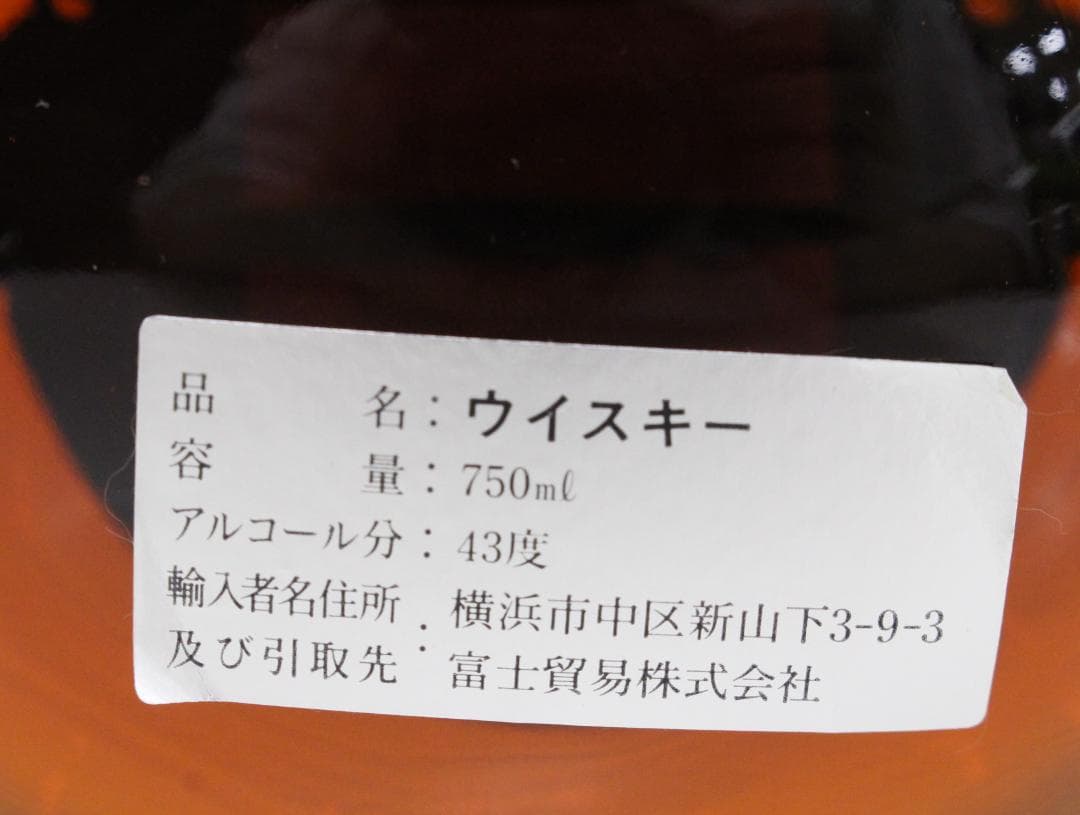 品名：ウイスキー
容量：750mℓ
アルコール分：43度
輸入者名住所：横浜市中区新山下3-9-3
及び引取先 富士貿易株式会社